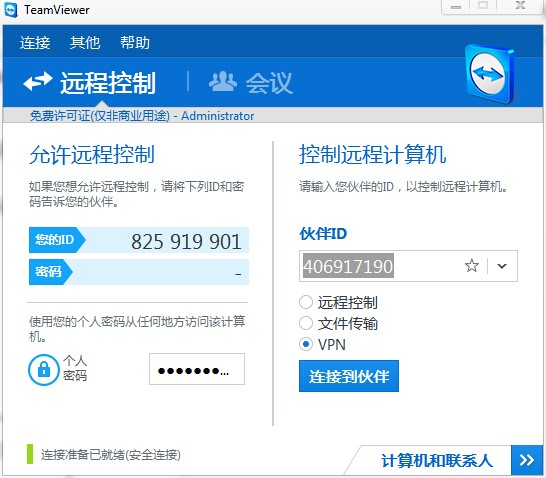 TeamViewer
连接 其他 帮助
远程控制 会议
免费许可证(仅非商业用途) - Administrator
允许远程控制
如果您想允许远程控制，请将下列ID和密
码告诉您的伙伴。
您的ID 825 919 901
密码 -
使用您的个人密码从任何地方访问该计算
机。
个人
密码
控制远程计算机
请输入您伙伴的ID，以控制远程计算机。
伙伴ID
406917190
远程控制
文件传输
VPN
连接到伙伴
连接准备已就绪(安全连接)
计算机和联系人